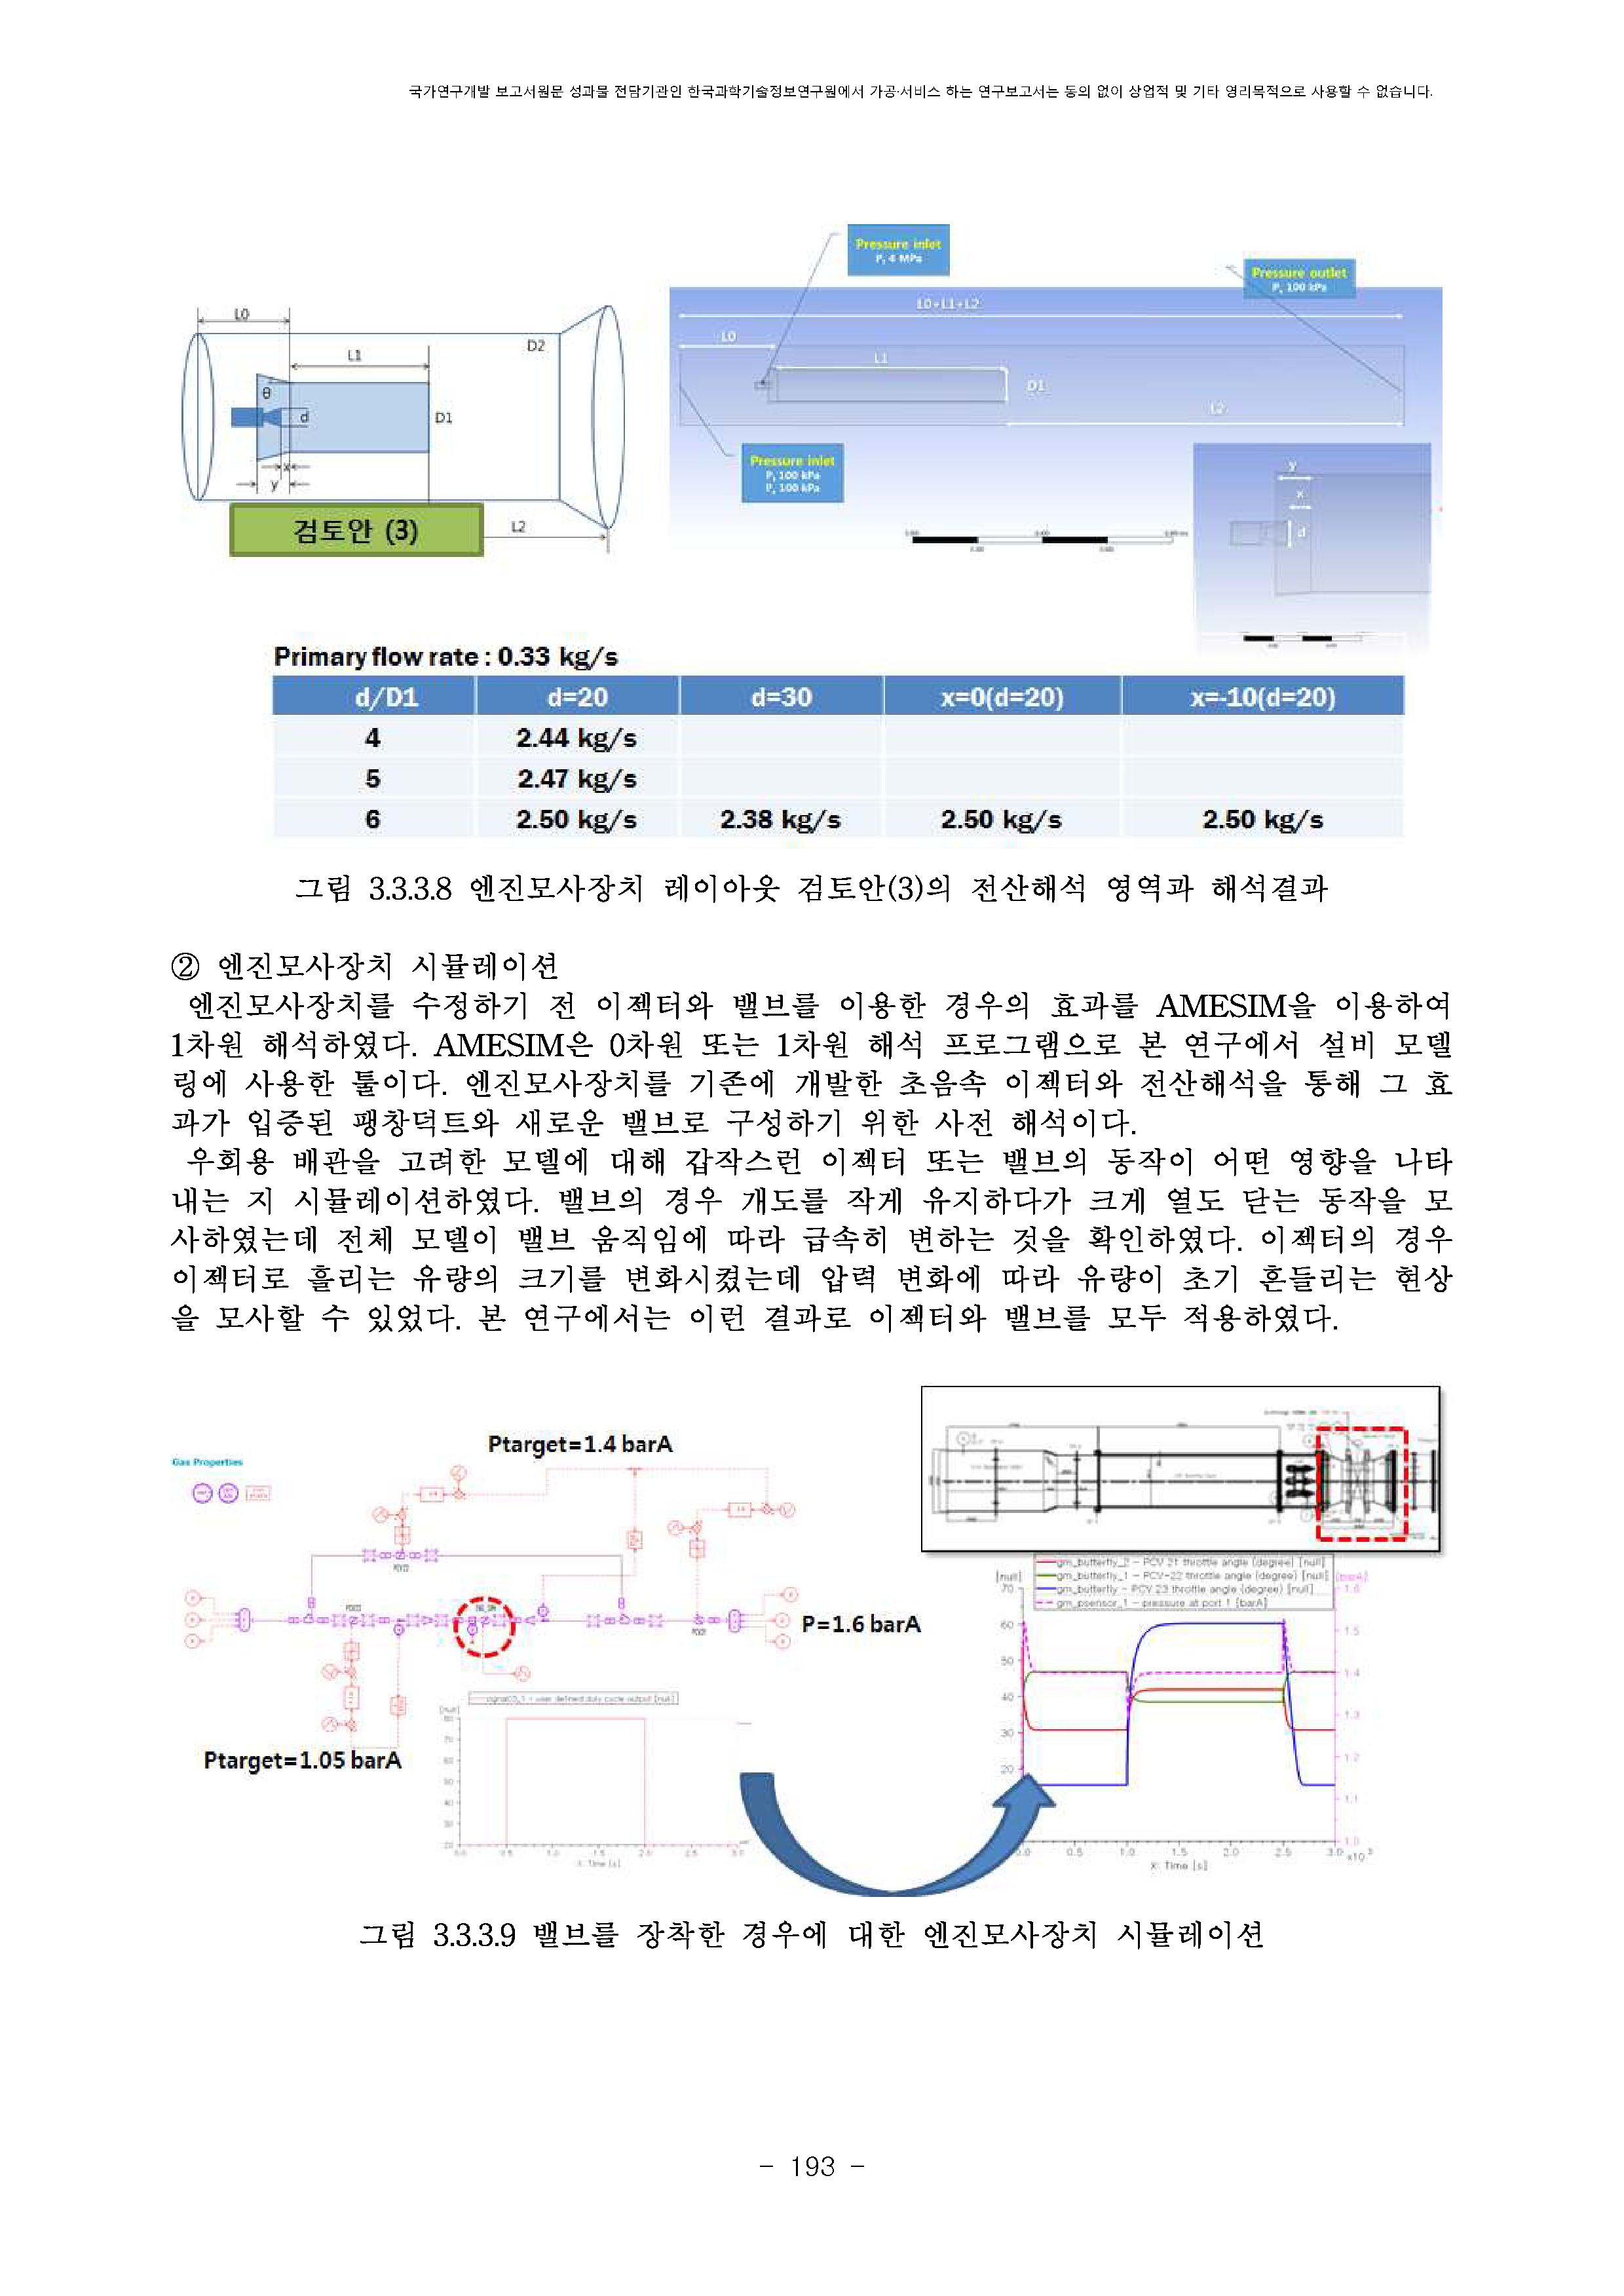 국가연구개발 보고서원문 성과물 전담기관인 한국과학기술정보연구원에서 가공·서비스 하는 연구보고서는 동의 없이 상업적 및 기타 영리목적으로 사용할 수 없습니다.
L0
L1
D2
θ
d
D1
x
y
L2
검토안 (3)
Pressure inlet
P, 4 MPa
Pressure outlet
P, 100 kPa
L0+L1+L2
L0
L1
D1
L2
Pressure inlet
P, 100 kPa
P, 100 kPa
y
x
d
Primary flow rate : 0.33 kg/s
d/D1 d=20 d=30 x=0(d=20) x=-10(d=20)
4 2.44 kg/s
5 2.47 kg/s
6 2.50 kg/s 2.38 kg/s 2.50 kg/s 2.50 kg/s
그림 3.3.3.8 엔진모사장치 레이아웃 검토안(3)의 전산해석 영역과 해석결과
② 엔진모사장치 시뮬레이션
엔진모사장치를 수정하기 전 이젝터와 밸브를 이용한 경우의 효과를 AMESIM을 이용하여
1차원 해석하였다. AMESIM은 0차원 또는 1차원 해석 프로그램으로 본 연구에서 설비 모델
링에 사용한 툴이다. 엔진모사장치를 기존에 개발한 초음속 이젝터와 전산해석을 통해 그 효
과가 입증된 팽창덕트와 새로운 밸브로 구성하기 위한 사전 해석이다.
우회용 배관을 고려한 모델에 대해 갑작스런 이젝터 또는 밸브의 동작이 어떤 영향을 나타
내는 지 시뮬레이션하였다. 밸브의 경우 개도를 작게 유지하다가 크게 열도 닫는 동작을 모
사하였는데 전체 모델이 밸브 움직임에 따라 급속히 변하는 것을 확인하였다. 이젝터의 경우
이젝터로 흘리는 유량의 크기를 변화시켰는데 압력 변화에 따라 유량이 초기 흔들리는 현상
을 모사할 수 있었다. 본 연구에서는 이런 결과로 이젝터와 밸브를 모두 적용하였다.
Ptarget=1.4 barA
Gas Properties
P=1.6 barA
Ptarget=1.05 barA
signal03_1 - user defined duty cycle output [null]
[null]
80
70
60
50
40
30
20
0.0 0.5 1.0 1.5 2.0 2.5 3.0
X: Time [s]
gm_butterfly_2 - PCV 21 throttle angle (degree) [null]
gm_butterfly_1 - PCV-22 throttle angle (degree) [null]
gm_butterfly - PCV 23 throttle angle (degree) [null]
gm_psensor_1 - pressure at port 1 [barA]
[null]
70
60
50
40
30
20
[barA]
1.6
1.5
1.4
1.3
1.2
1.1
1.0
0.0 0.5 1.0 1.5 2.0 2.5 3.0 x10³
X: Time [s]
그림 3.3.3.9 밸브를 장착한 경우에 대한 엔진모사장치 시뮬레이션
- 193 -